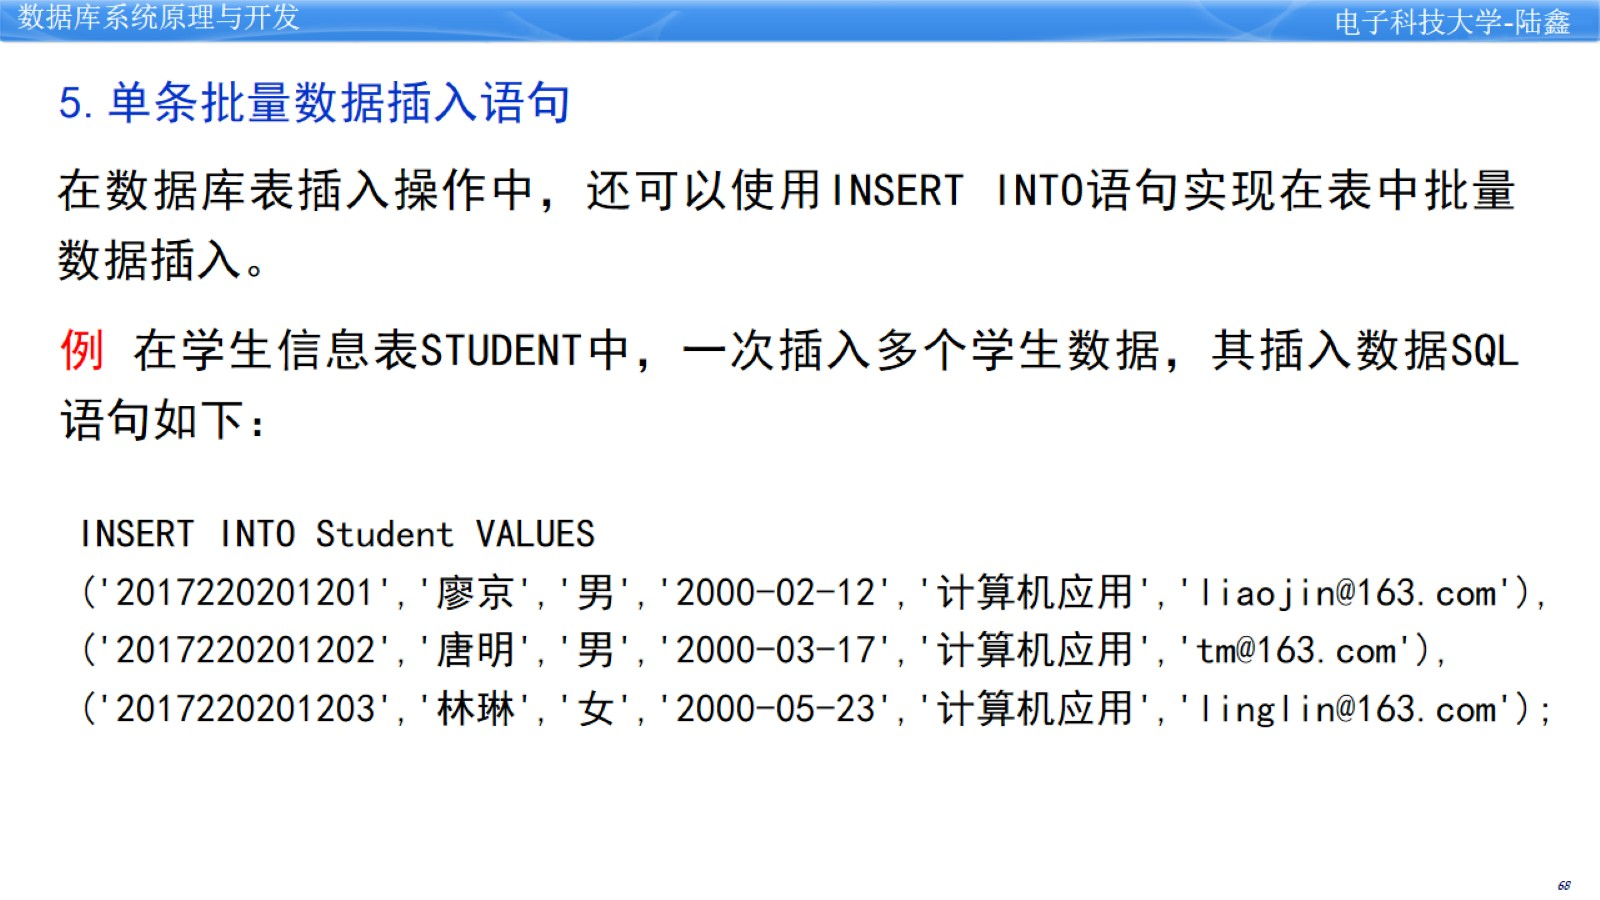 数据库系统原理与开发
电子科技大学-陆鑫
5.单条批量数据插入语句
在数据库表插入操作中，还可以使用INSERT INTO语句实现在表中批量
数据插入。
例 在学生信息表STUDENT中，一次插入多个学生数据，其插入数据SQL
语句如下：
INSERT INTO Student VALUES
('2017220201201','廖京','男','2000-02-12','计算机应用','liaojin@163.com'),
('2017220201202','唐明','男','2000-03-17','计算机应用','tm@163.com'),
('2017220201203','林琳','女','2000-05-23','计算机应用','linglin@163.com');
68